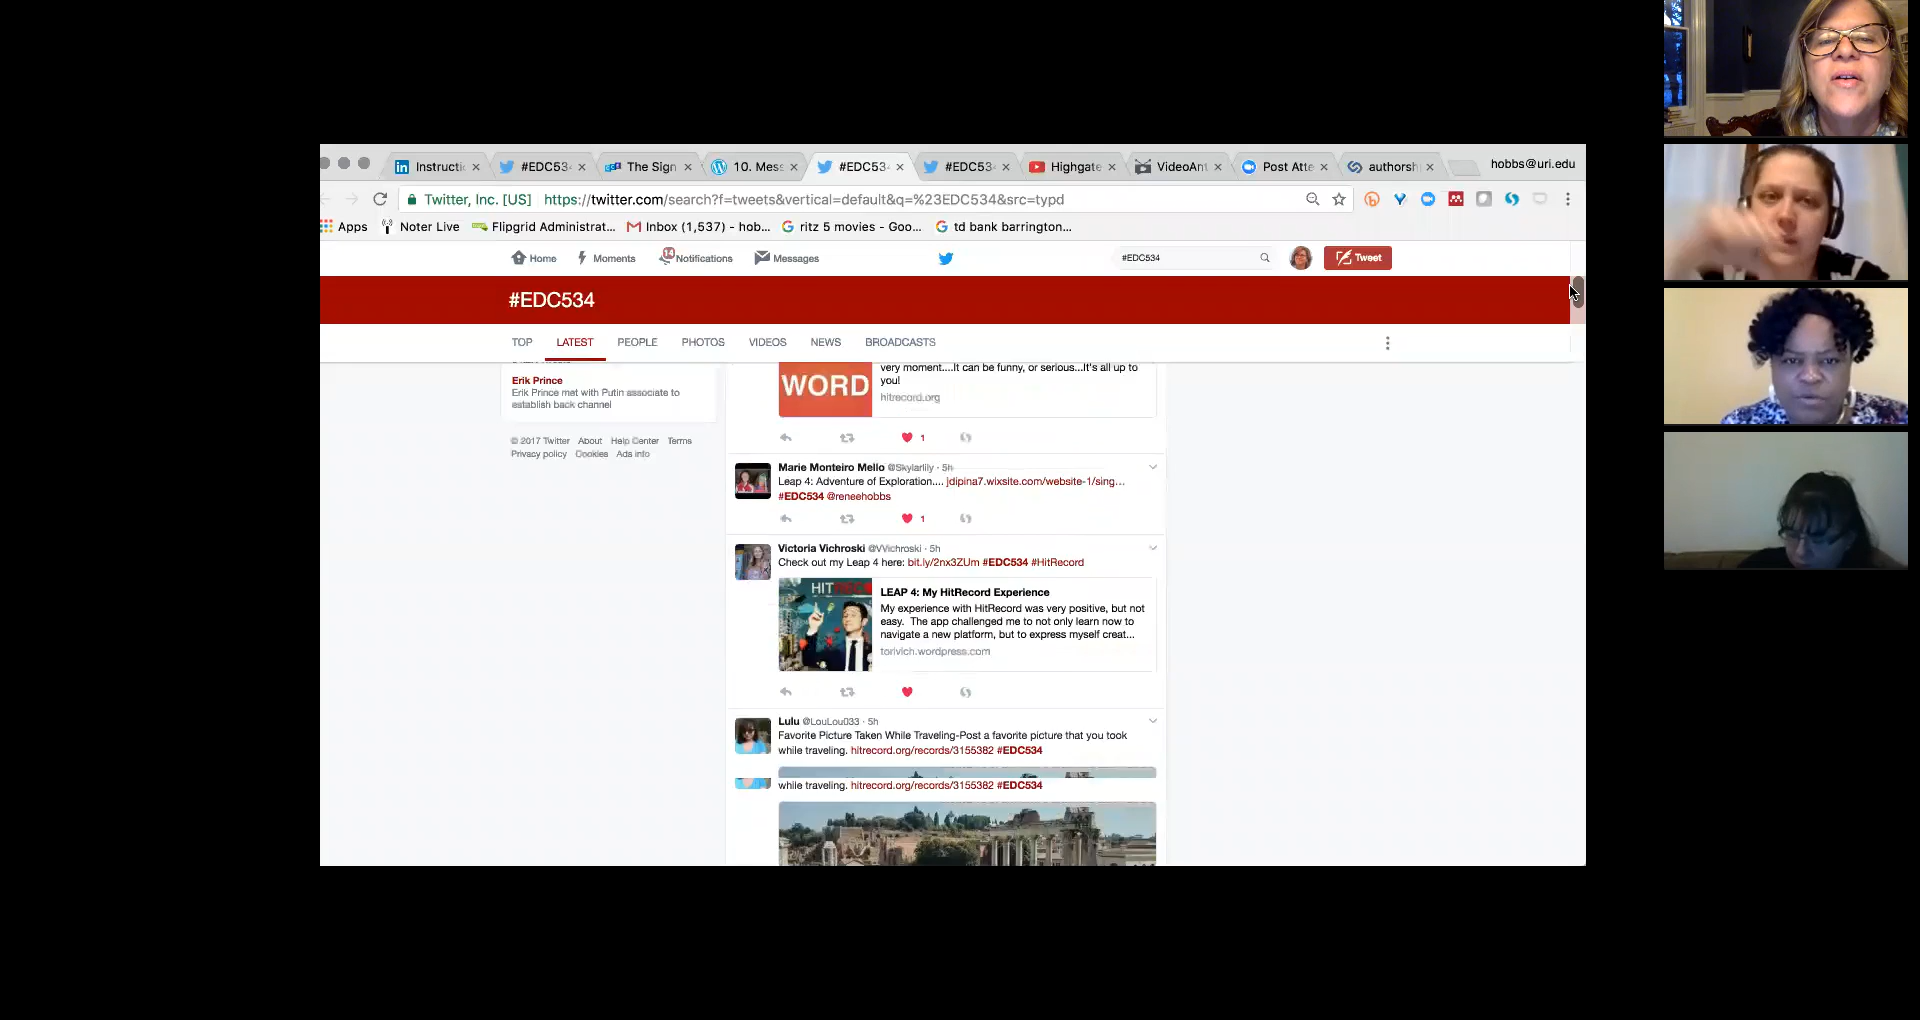 Instructi
#EDC534
The Sign
10. Mess
#EDC534
#EDC534
Highgate
VideoAnt
Post Atte
authorsh
hobbs@uri.edu
Twitter, Inc. [US] https://twitter.com/search?f=tweets&vertical=default&q=%23EDC534&src=typd
Apps Noter Live Flipgrid Administrat... Inbox (1,537) - hob... ritz 5 movies - Goo... td bank barrington...
Home Moments 14 Notifications Messages #EDC534 Tweet
#EDC534
TOP LATEST PEOPLE PHOTOS VIDEOS NEWS BROADCASTS
Erik Prince
Erik Prince met with Putin associate to
establish back channel
© 2017 Twitter About Help Center Terms
Privacy policy Cookies Ads info
WORD
very moment....It can be funny, or serious...It's all up to
you!
hitrecord.org
1
Marie Monteiro Mello @Skylarlily · 5h
Leap 4: Adventure of Exploration.... jdipina7.wixsite.com/website-1/sing...
#EDC534 @reneehobbs
1
Victoria Vichroski @VVichroski · 5h
Check out my Leap 4 here: bit.ly/2nx3ZUm #EDC534 #HitRecord
HITREC
LEAP 4: My HitRecord Experience
My experience with HitRecord was very positive, but not
easy. The app challenged me to not only learn now to
navigate a new platform, but to express myself creat...
torivich.wordpress.com
Lulu @LouLou033 · 5h
Favorite Picture Taken While Traveling-Post a favorite picture that you took
while traveling. hitrecord.org/records/3155382 #EDC534
while traveling. hitrecord.org/records/3155382 #EDC534